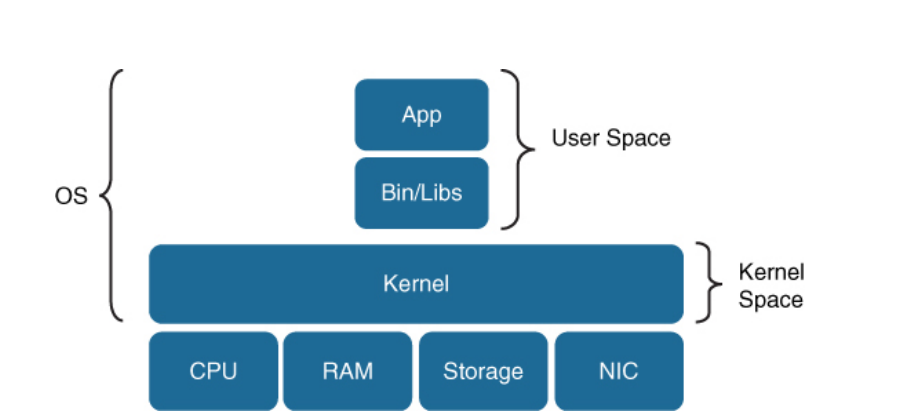 App
User Space
Bin/Libs
OS
Kernel
Kernel
Space
CPU
RAM
Storage
NIC